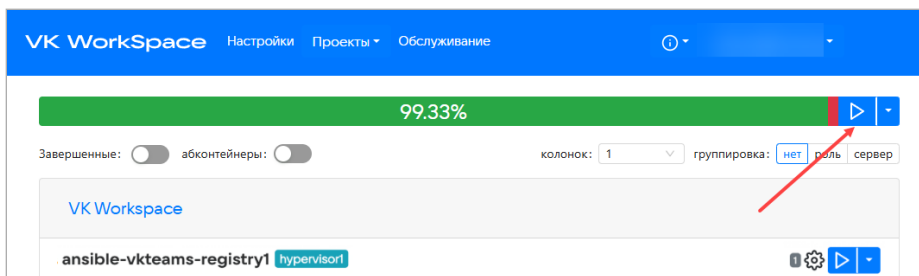 VK WorkSpace Настройки Проекты Обслуживание
99.33%
Завершенные: абконтейнеры: колонок: 1 группировка: нет роль сервер
VK Workspace
ansible-vkteams-registry1 hypervisor1 1